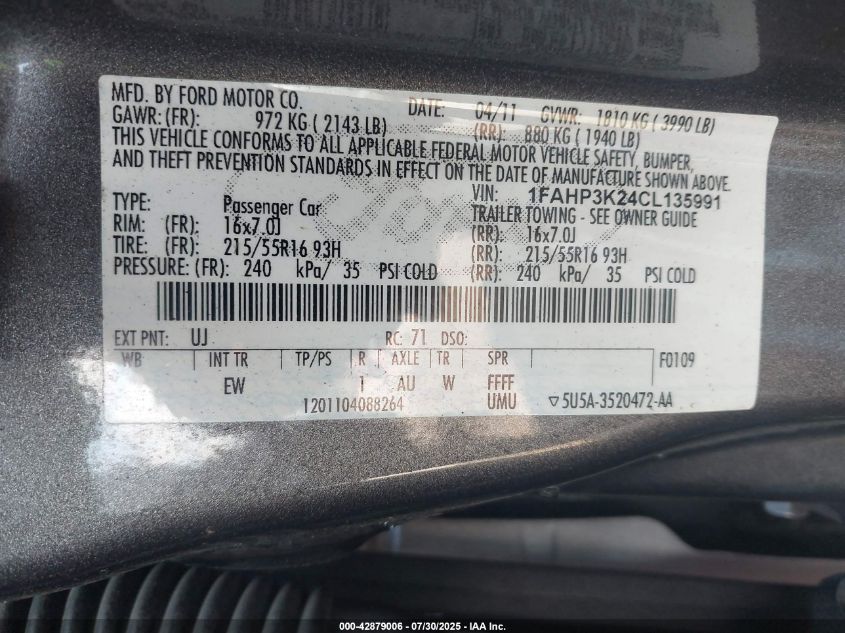 MFD. BY FORD MOTOR CO. DATE: 04/11 GVWR: 1810 KG ( 3990 LB)
GAWR: (FR): 972 KG ( 2143 LB) (RR): 880 KG ( 1940 LB)
THIS VEHICLE CONFORMS TO ALL APPLICABLE FEDERAL MOTOR VEHICLE SAFETY, BUMPER,
AND THEFT PREVENTION STANDARDS IN EFFECT ON THE DATE OF MANUFACTURE SHOWN ABOVE.
VIN: 1FAHP3K24CL135991
TYPE: Passenger Car TRAILER TOWING - SEE OWNER GUIDE
RIM: (FR): 16x7.0J (RR): 16x7.0J
TIRE: (FR): 215/55R16 93H (RR): 215/55R16 93H
PRESSURE: (FR): 240 kPa/ 35 PSI COLD (RR): 240 kPa/ 35 PSI COLD
EXT PNT: UJ RC: 71 DSO:
WB INT TR TP/PS R AXLE TR SPR F0109
EW 1 AU W FFFF
1201104088264 UMU ▽ 5U5A-3520472-AA
000-42879006 - 07/30/2025 - IAA Inc.